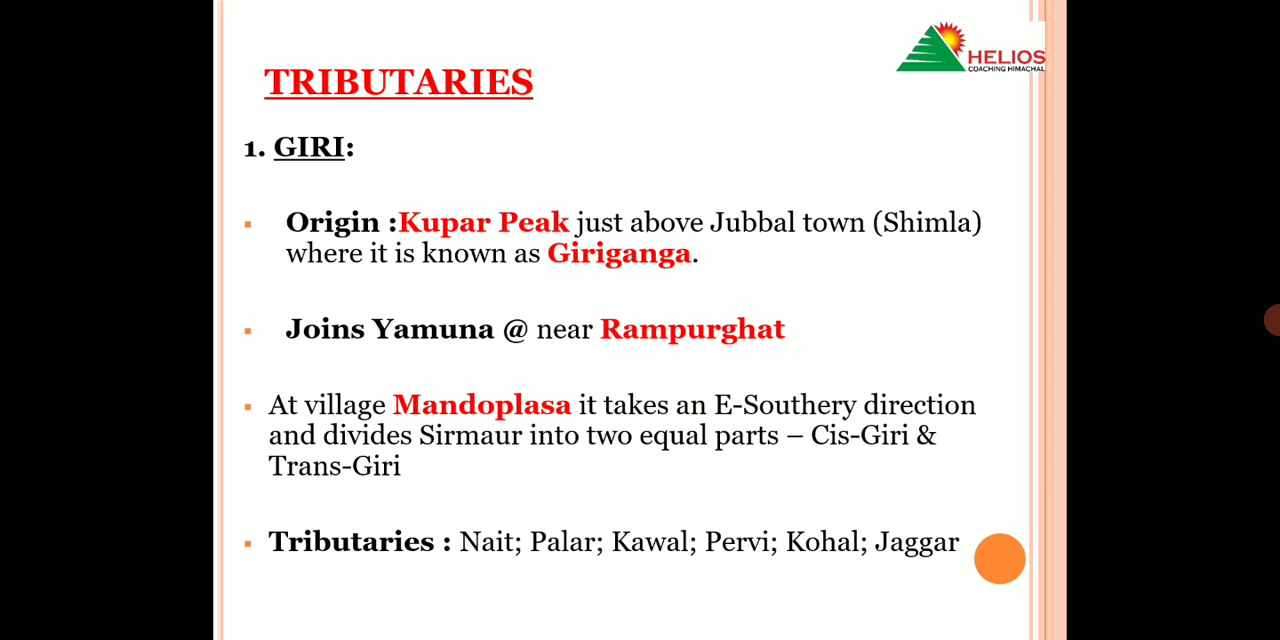 HELIOS
COACHING HIMACHAL
TRIBUTARIES
1. GIRI:
Origin :Kupar Peak just above Jubbal town (Shimla)
where it is known as Giriganga.
Joins Yamuna @ near Rampurghat
At village Mandoplasa it takes an E-Southery direction
and divides Sirmaur into two equal parts – Cis-Giri &
Trans-Giri
Tributaries : Nait; Palar; Kawal; Pervi; Kohal; Jaggar